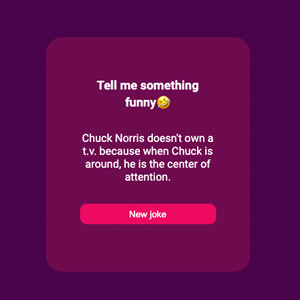 Tell me something
funny🤣
Chuck Norris doesn't own a
t.v. because when Chuck is
around, he is the center of
attention.
New joke